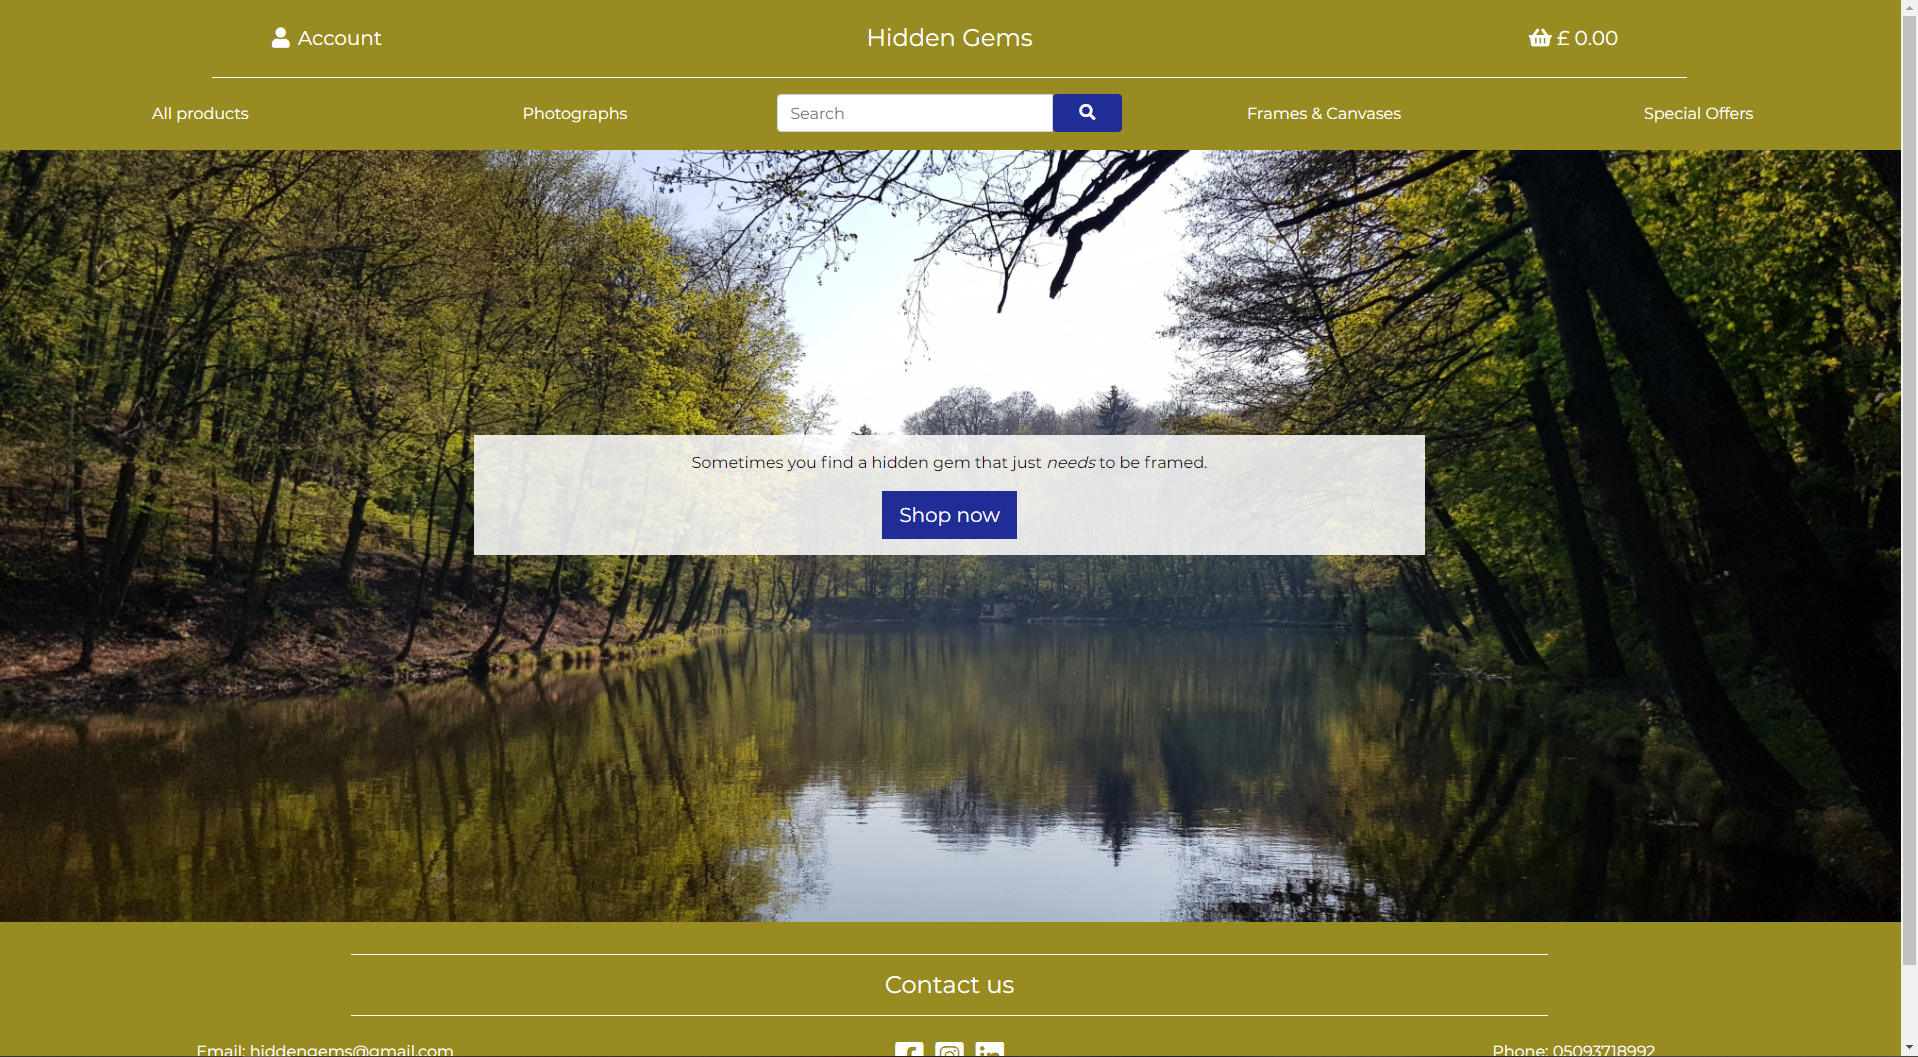 Account
Hidden Gems
£ 0.00
All products
Photographs
Search
Frames & Canvases
Special Offers
Sometimes you find a hidden gem that just needs to be framed.
Shop now
Contact us
Email: hiddengems@gmail.com
Phone: 05093718992